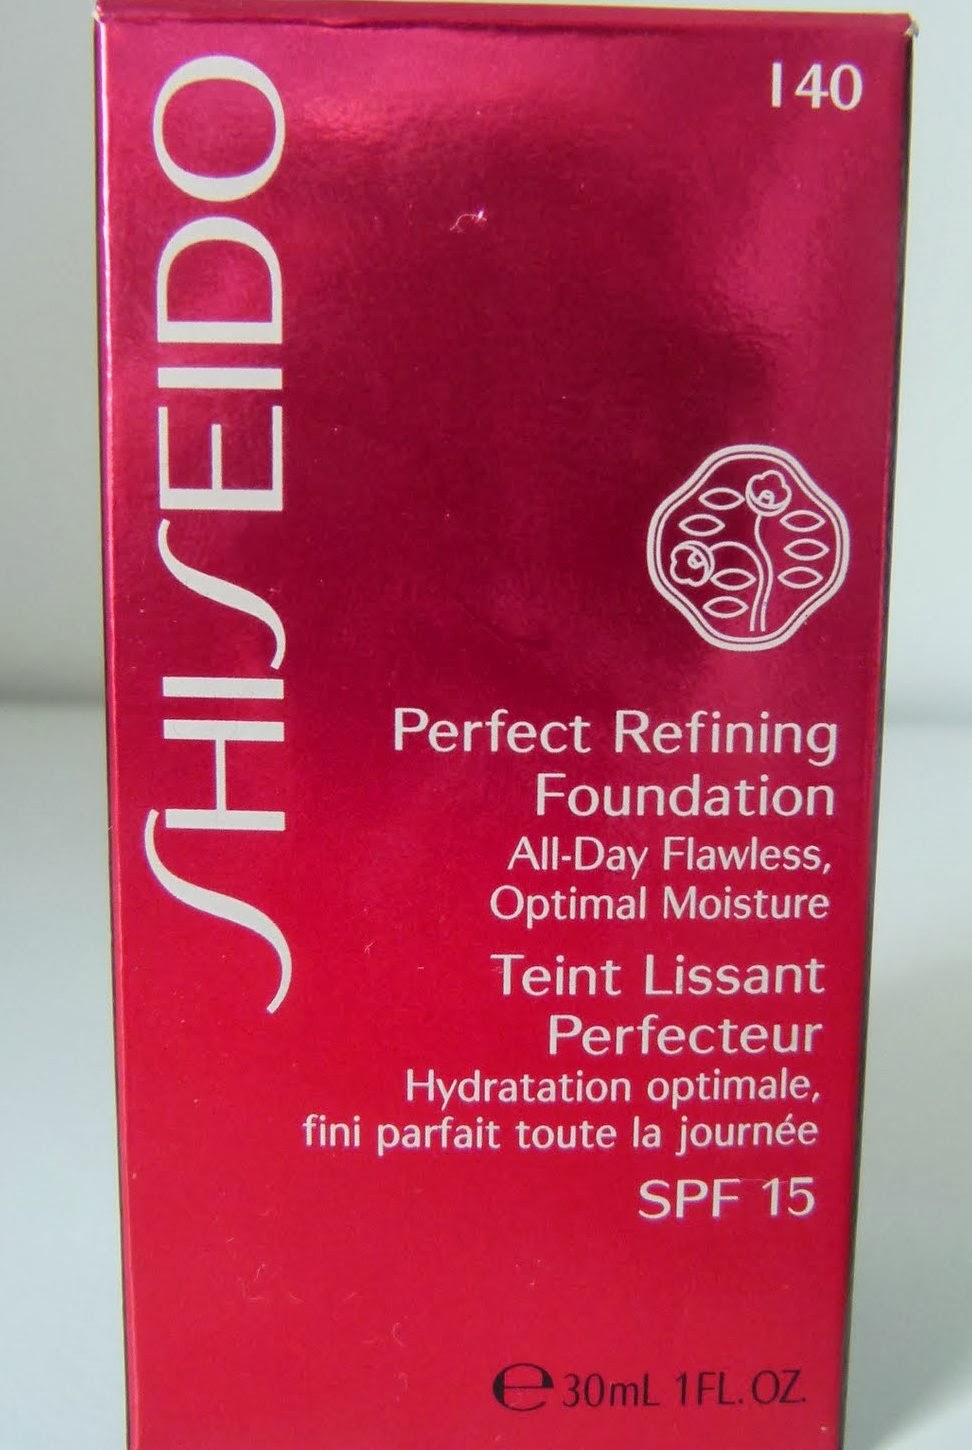 I40
SHISEIDO
Perfect Refining
Foundation
All-Day Flawless,
Optimal Moisture
Teint Lissant
Perfecteur
Hydratation optimale,
fini parfait toute la journée
SPF 15
℮ 30mL 1FL.OZ.